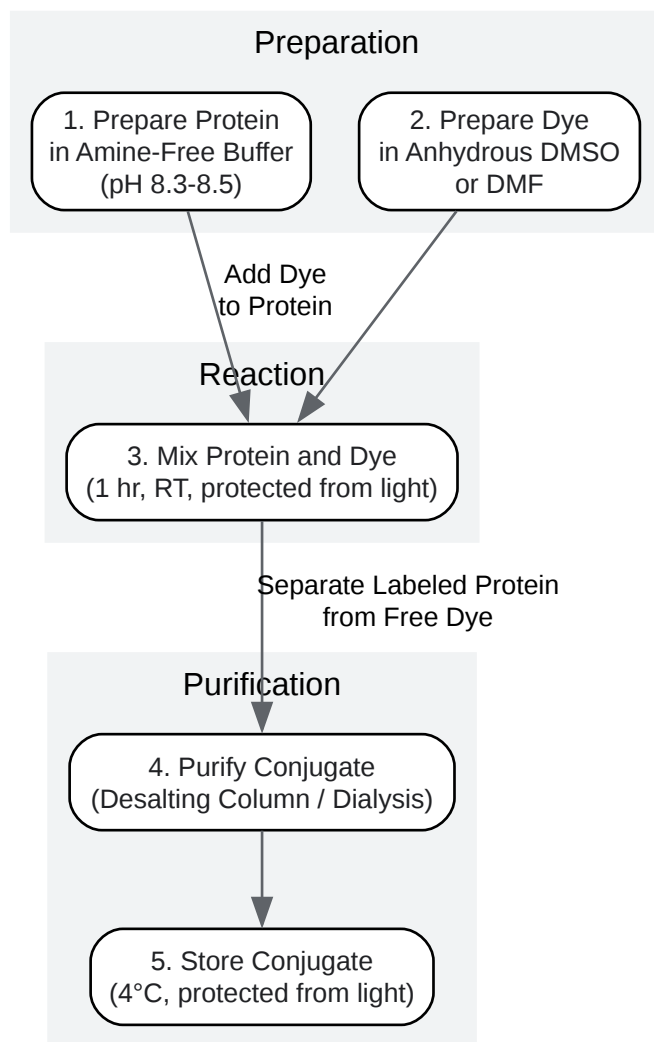 Preparation
1. Prepare Protein
in Amine-Free Buffer
(pH 8.3-8.5)
2. Prepare Dye
in Anhydrous DMSO
or DMF
Add Dye
to Protein
Reaction
3. Mix Protein and Dye
(1 hr, RT, protected from light)
Separate Labeled Protein
from Free Dye
Purification
4. Purify Conjugate
(Desalting Column / Dialysis)
5. Store Conjugate
(4°C, protected from light)